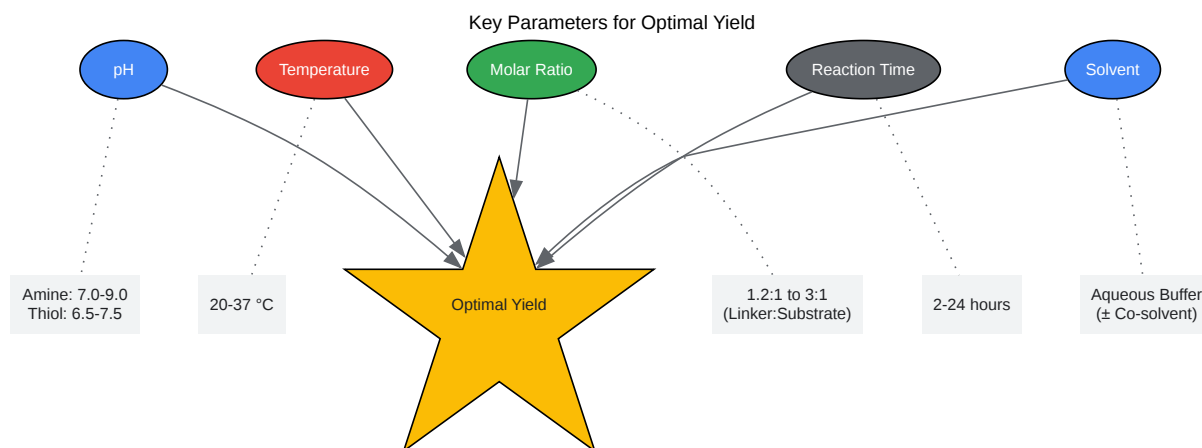 Key Parameters for Optimal Yield
pH
Temperature
Molar Ratio
Reaction Time
Solvent
Amine: 7.0-9.0
Thiol: 6.5-7.5
20-37 °C
Optimal Yield
1.2:1 to 3:1
(Linker:Substrate)
2-24 hours
Aqueous Buffer
(± Co-solvent)